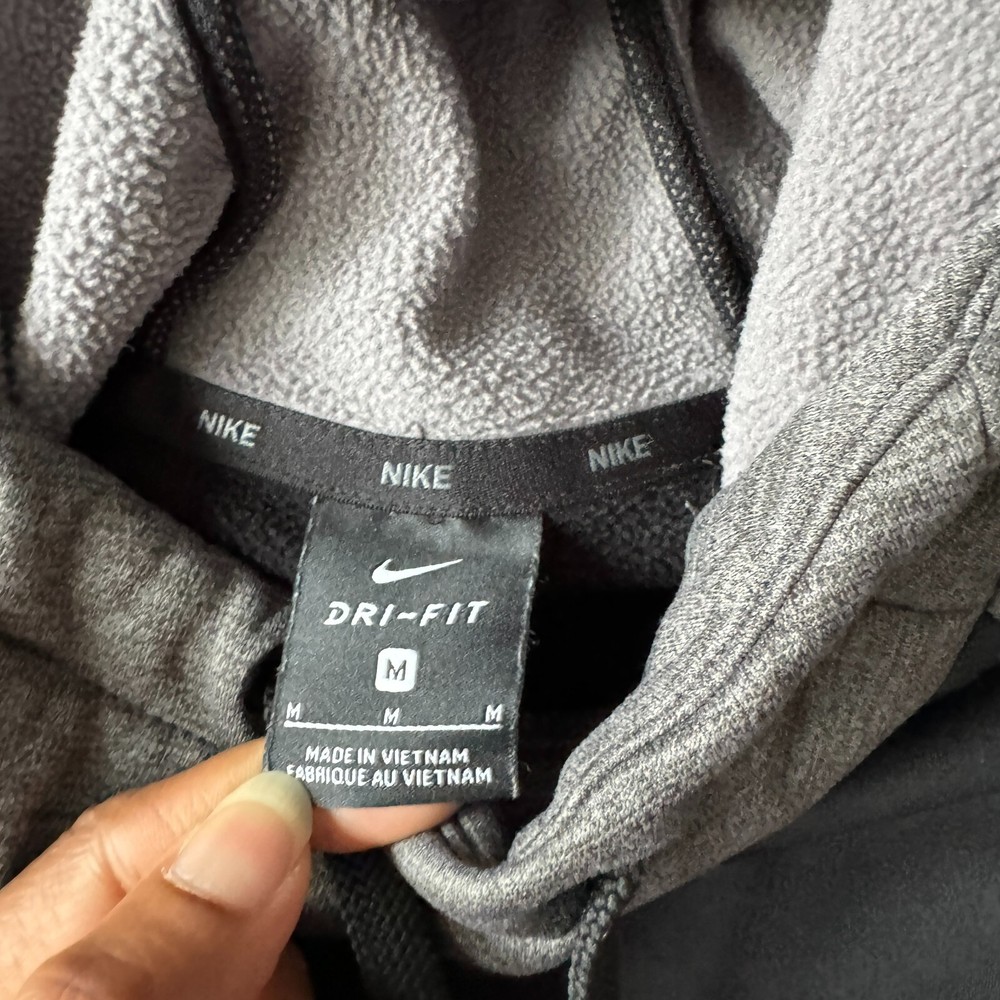 NIKE
NIKE
NIKE
DRI-FIT
M
M M M
MADE IN VIETNAM
FABRIQUE AU VIETNAM